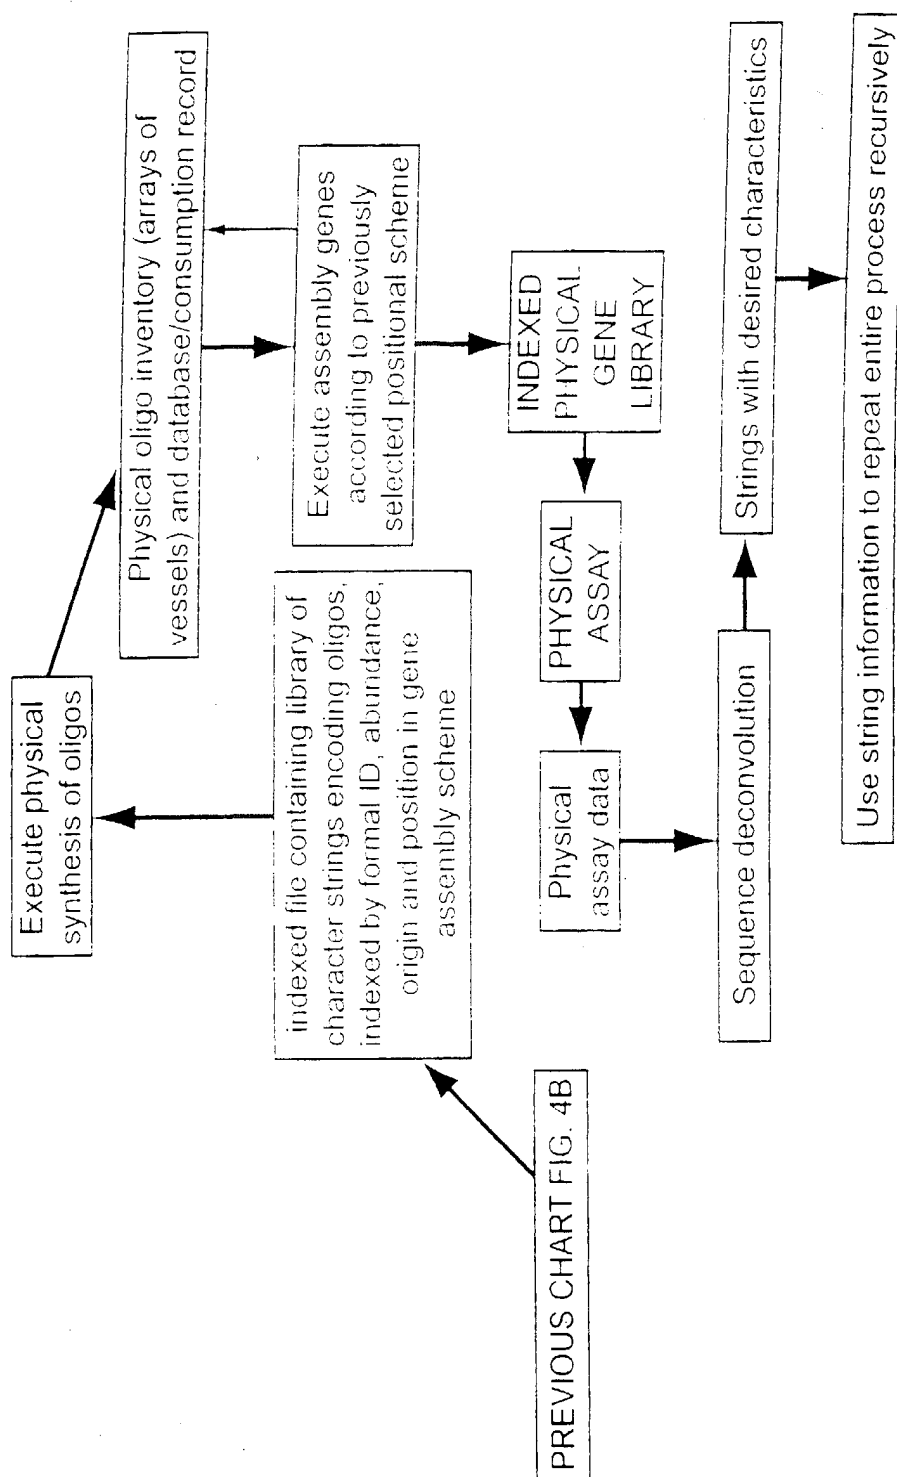 Execute physical
synthesis of oligos
Physical oligo inventory (arrays of
vessels) and database/consumption record
indexed file containing library of
character strings encoding oligos,
indexed by formal ID, abundance,
origin and position in gene
assembly scheme
Execute assembly genes
according to previously
selected positional scheme
PREVIOUS CHART FIG. 4B
INDEXED
PHYSICAL
GENE
LIBRARY
PHYSICAL
ASSAY
Physical
assay data
Sequence deconvolution
Strings with desired characteristics
Use string information to repeat entire process recursively